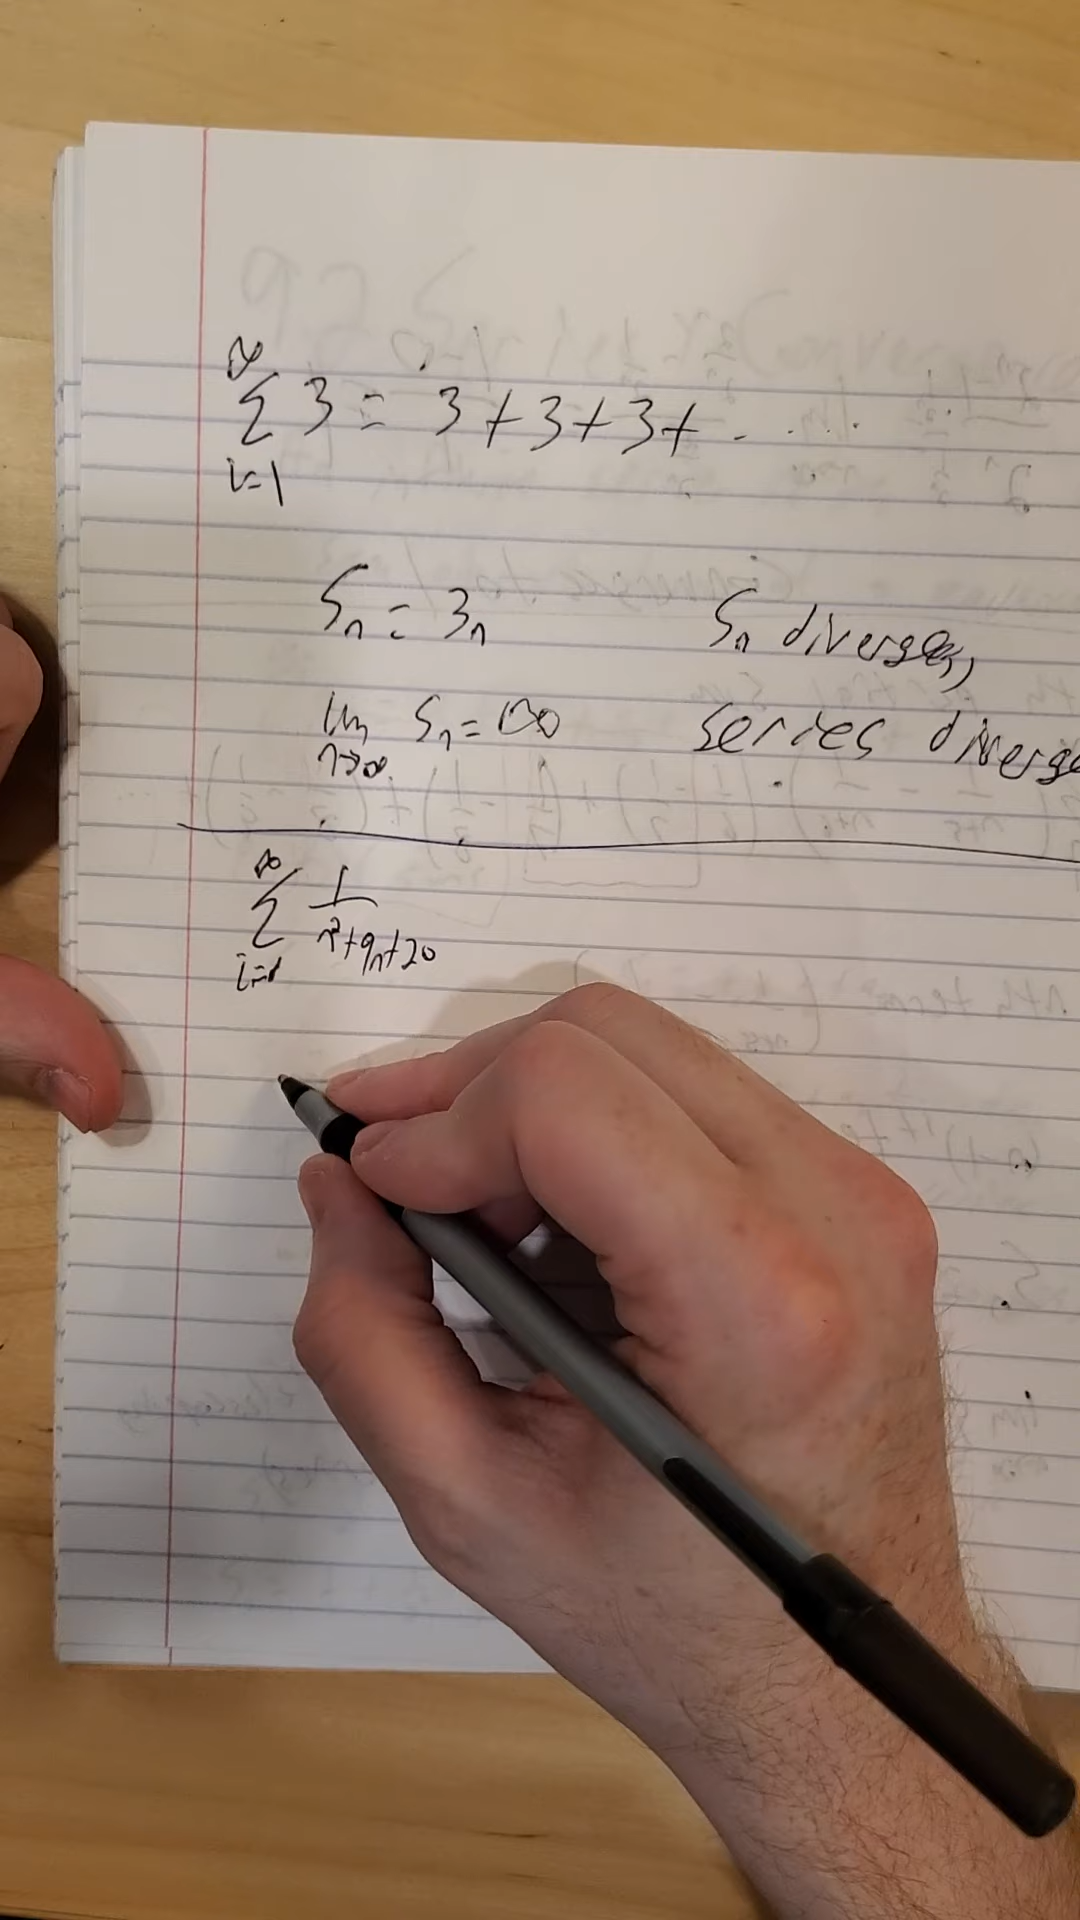 ∞
Σ 3 = 3 + 3 + 3 + - . . . .
i=1
Sₙ = 3ₙ Sₙ diverges,
lim Sₙ = ∞ series diverge
n→∞
∞
Σ 1/(n²+9n+20)
i=1